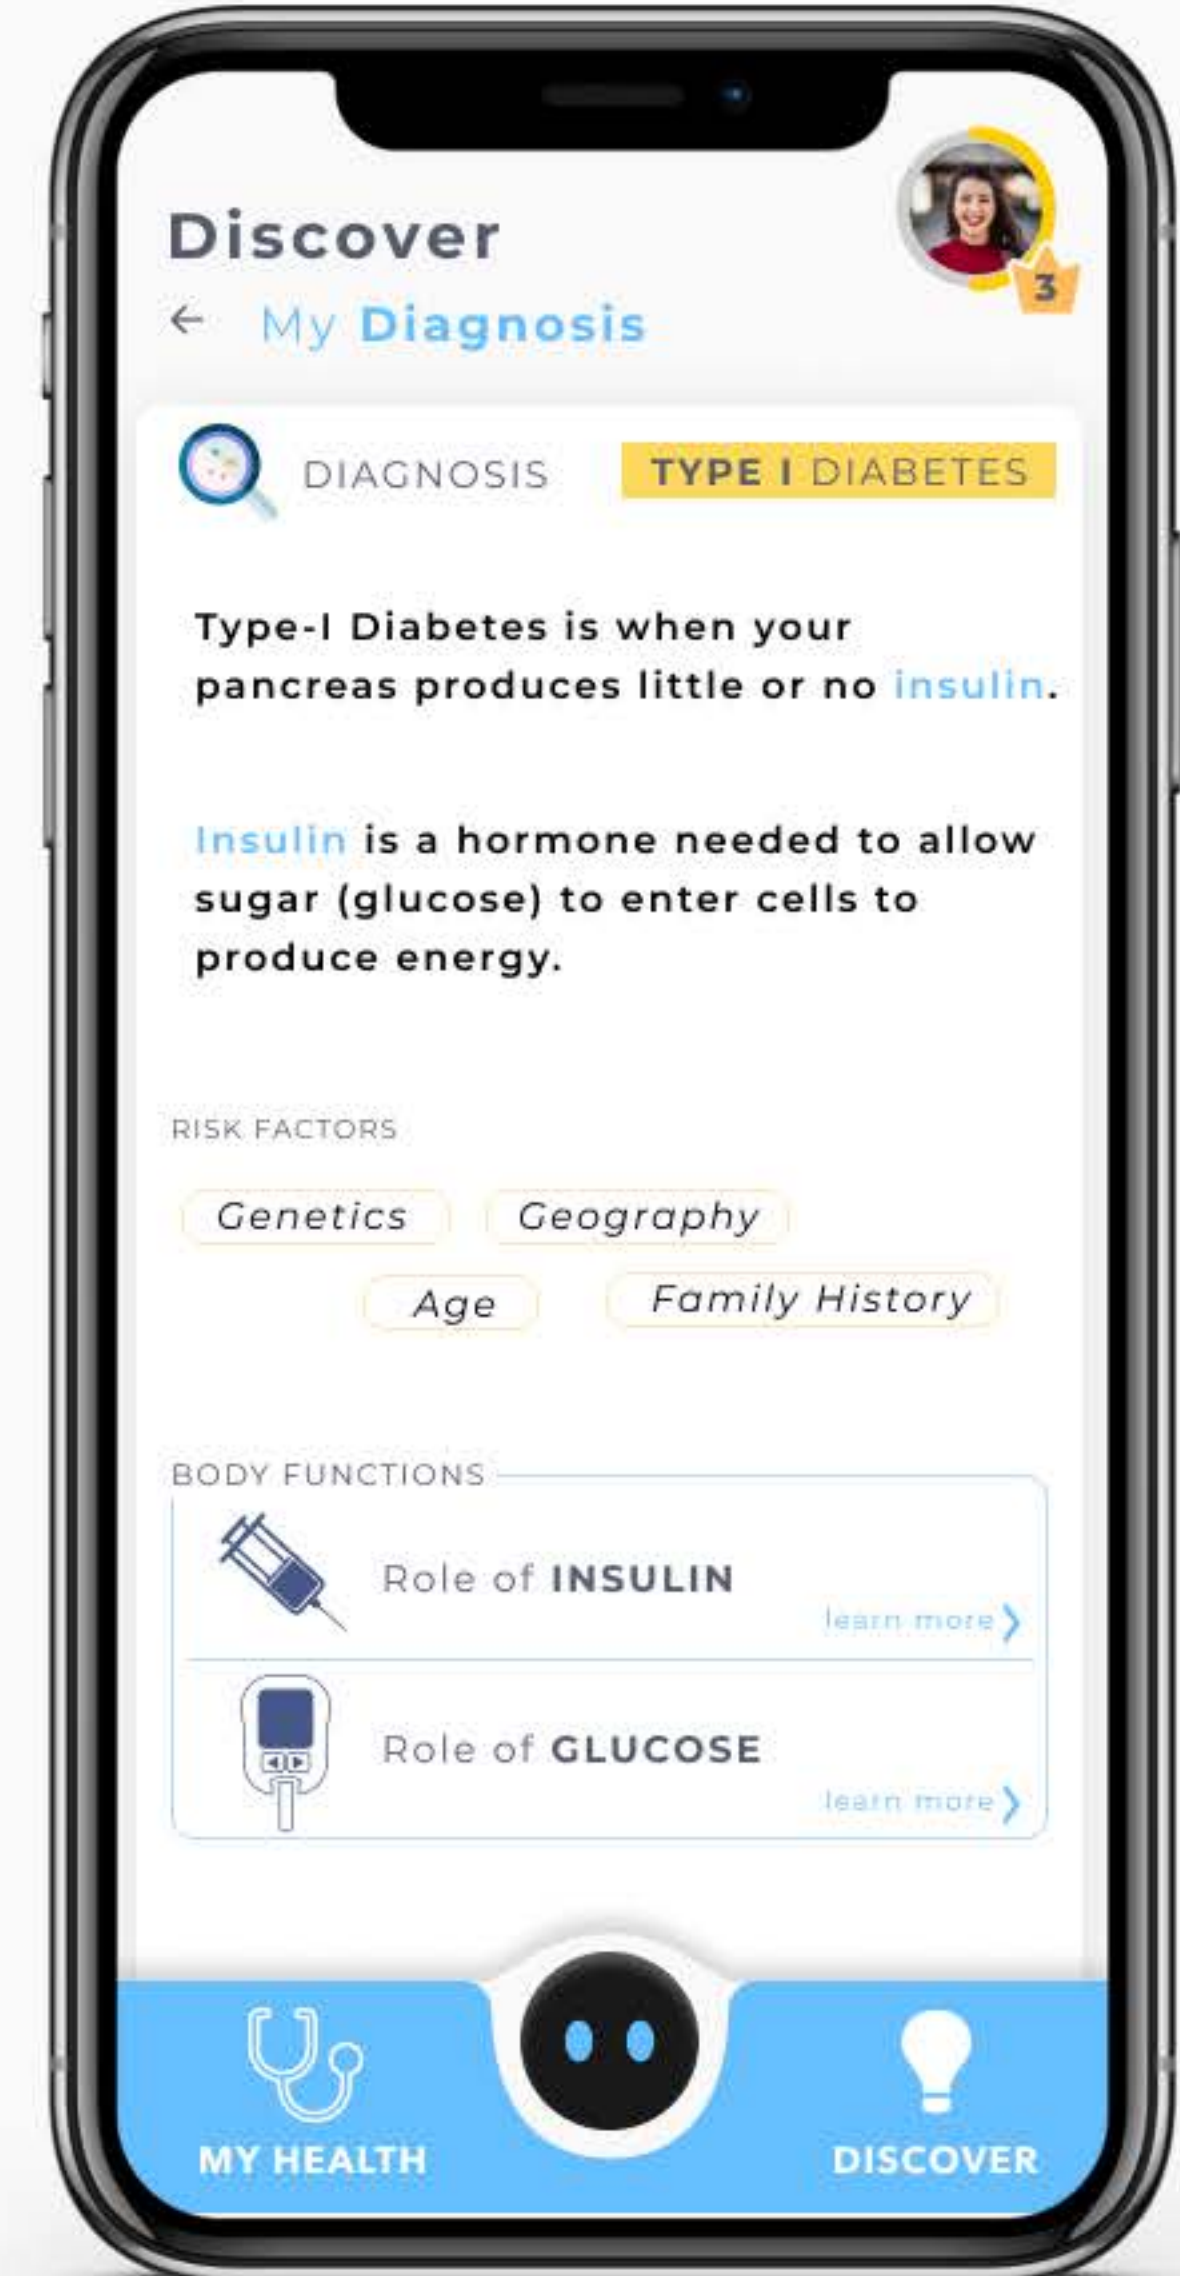 Discover
3
← My Diagnosis
DIAGNOSIS TYPE I DIABETES
Type-I Diabetes is when your
pancreas produces little or no insulin.
Insulin is a hormone needed to allow
sugar (glucose) to enter cells to
produce energy.
RISK FACTORS
Genetics Geography
Age Family History
BODY FUNCTIONS
Role of INSULIN
learn more ❯
Role of GLUCOSE
learn more ❯
MY HEALTH DISCOVER